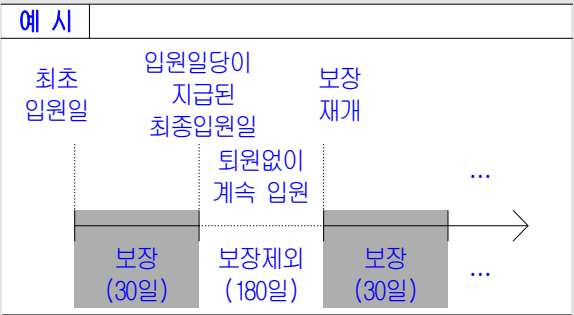 예 시
최초
입원일
입원일당이
지급된
최종입원일
보장
재개
퇴원없이
계속 입원
...
보장
(30일)
보장제외
(180일)
보장
(30일)
...